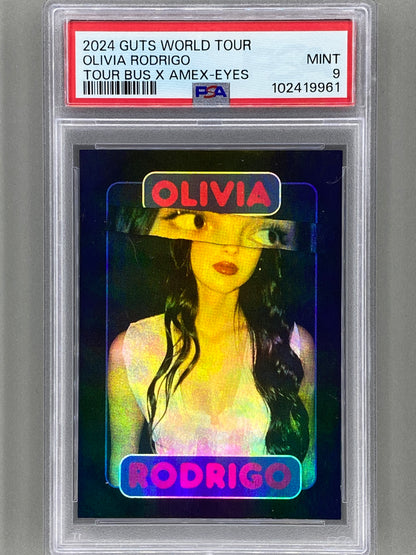 2024 GUTS WORLD TOUR
OLIVIA RODRIGO MINT
TOUR BUS X AMEX-EYES 9
PSA 102419961
OLIVIA
RODRIGO